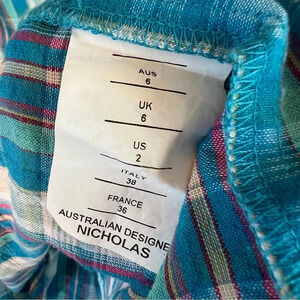 AUS
6
UK
6
US
2
ITALY
38
FRANCE
36
AUSTRALIAN DESIGNE
NICHOLAS